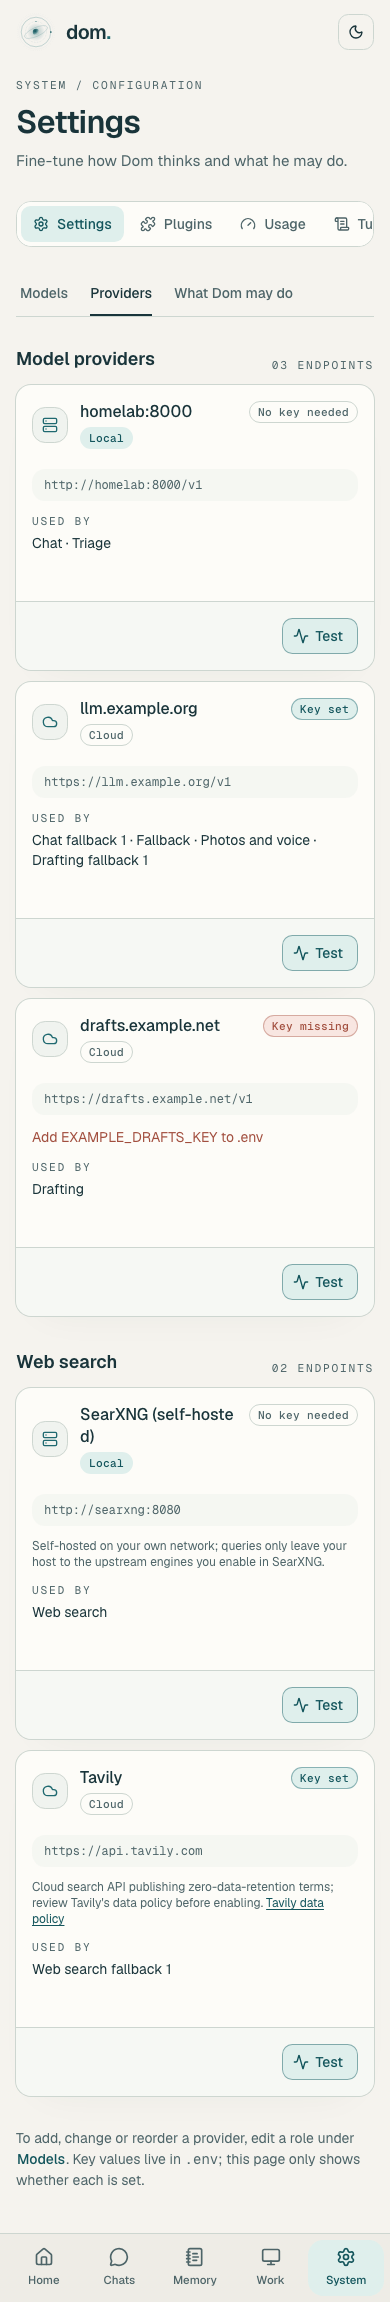 dom.
SYSTEM / CONFIGURATION
Settings
Fine-tune how Dom thinks and what he may do.
Settings Plugins Usage Tu
Models Providers What Dom may do
Model providers 03 ENDPOINTS
homelab:8000 No key needed
Local
http://homelab:8000/v1
USED BY
Chat · Triage
Test
llm.example.org Key set
Cloud
https://llm.example.org/v1
USED BY
Chat fallback 1 · Fallback · Photos and voice ·
Drafting fallback 1
Test
drafts.example.net Key missing
Cloud
https://drafts.example.net/v1
Add EXAMPLE_DRAFTS_KEY to .env
USED BY
Drafting
Test
Web search 02 ENDPOINTS
SearXNG (self-hoste No key needed
d)
Local
http://searxng:8080
Self-hosted on your own network; queries only leave your
host to the upstream engines you enable in SearXNG.
USED BY
Web search
Test
Tavily Key set
Cloud
https://api.tavily.com
Cloud search API publishing zero-data-retention terms;
review Tavily's data policy before enabling. Tavily data
policy
USED BY
Web search fallback 1
Test
To add, change or reorder a provider, edit a role under
Models. Key values live in .env; this page only shows
whether each is set.
Home Chats Memory Work System